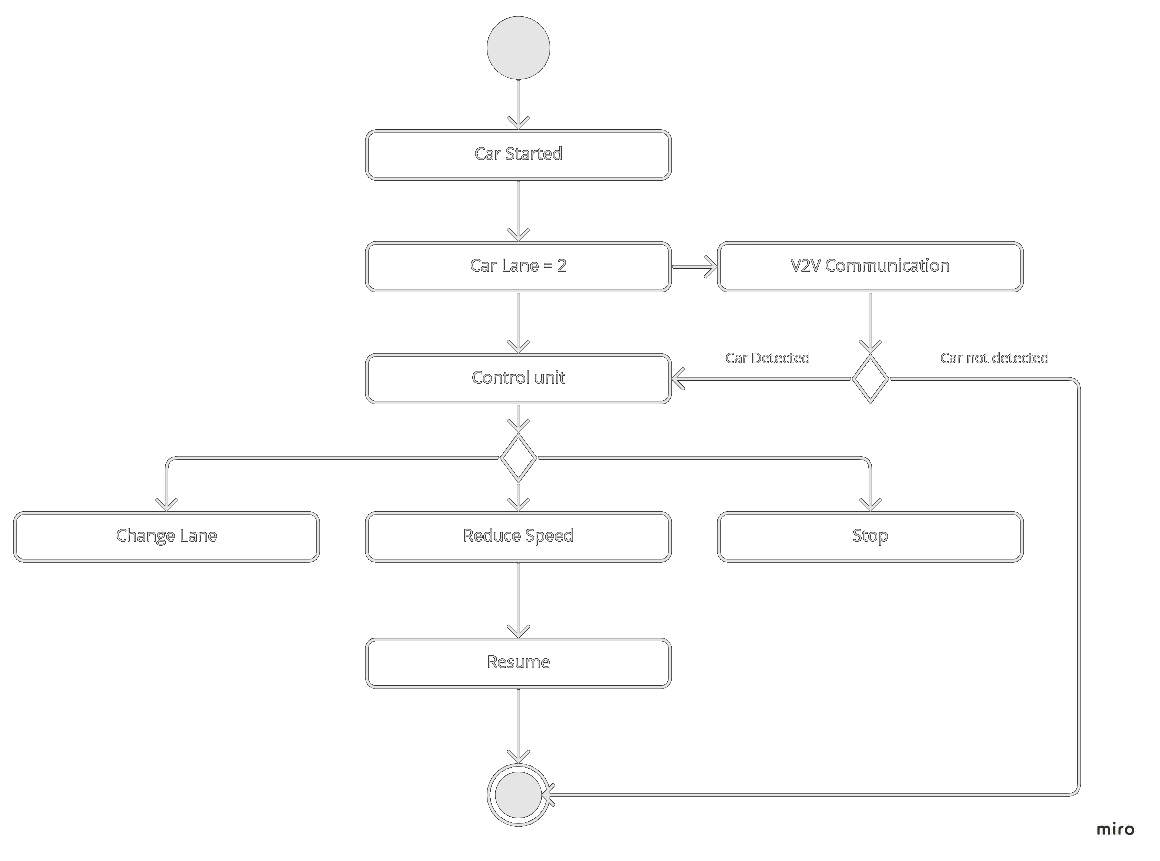 Car Started
Car Lane = 2
V2V Communication
Car Detected
Car not detected
Control unit
Change Lane
Reduce Speed
Stop
Resume
miro